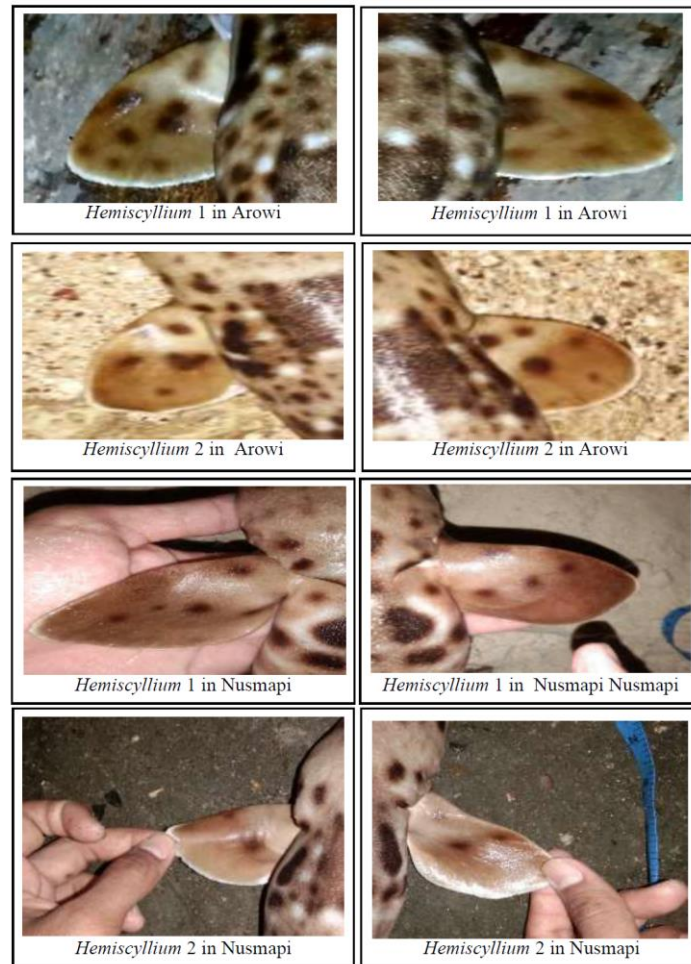 Hemiscyllium 1 in Arowi
Hemiscyllium 1 in Arowi
Hemiscyllium 2 in  Arowi
Hemiscyllium 2 in Arowi
Hemiscyllium 1 in Nusmapi
Hemiscyllium 1 in  Nusmapi Nusmapi
Hemiscyllium 2 in Nusmapi
Hemiscyllium 2 in Nusmapi